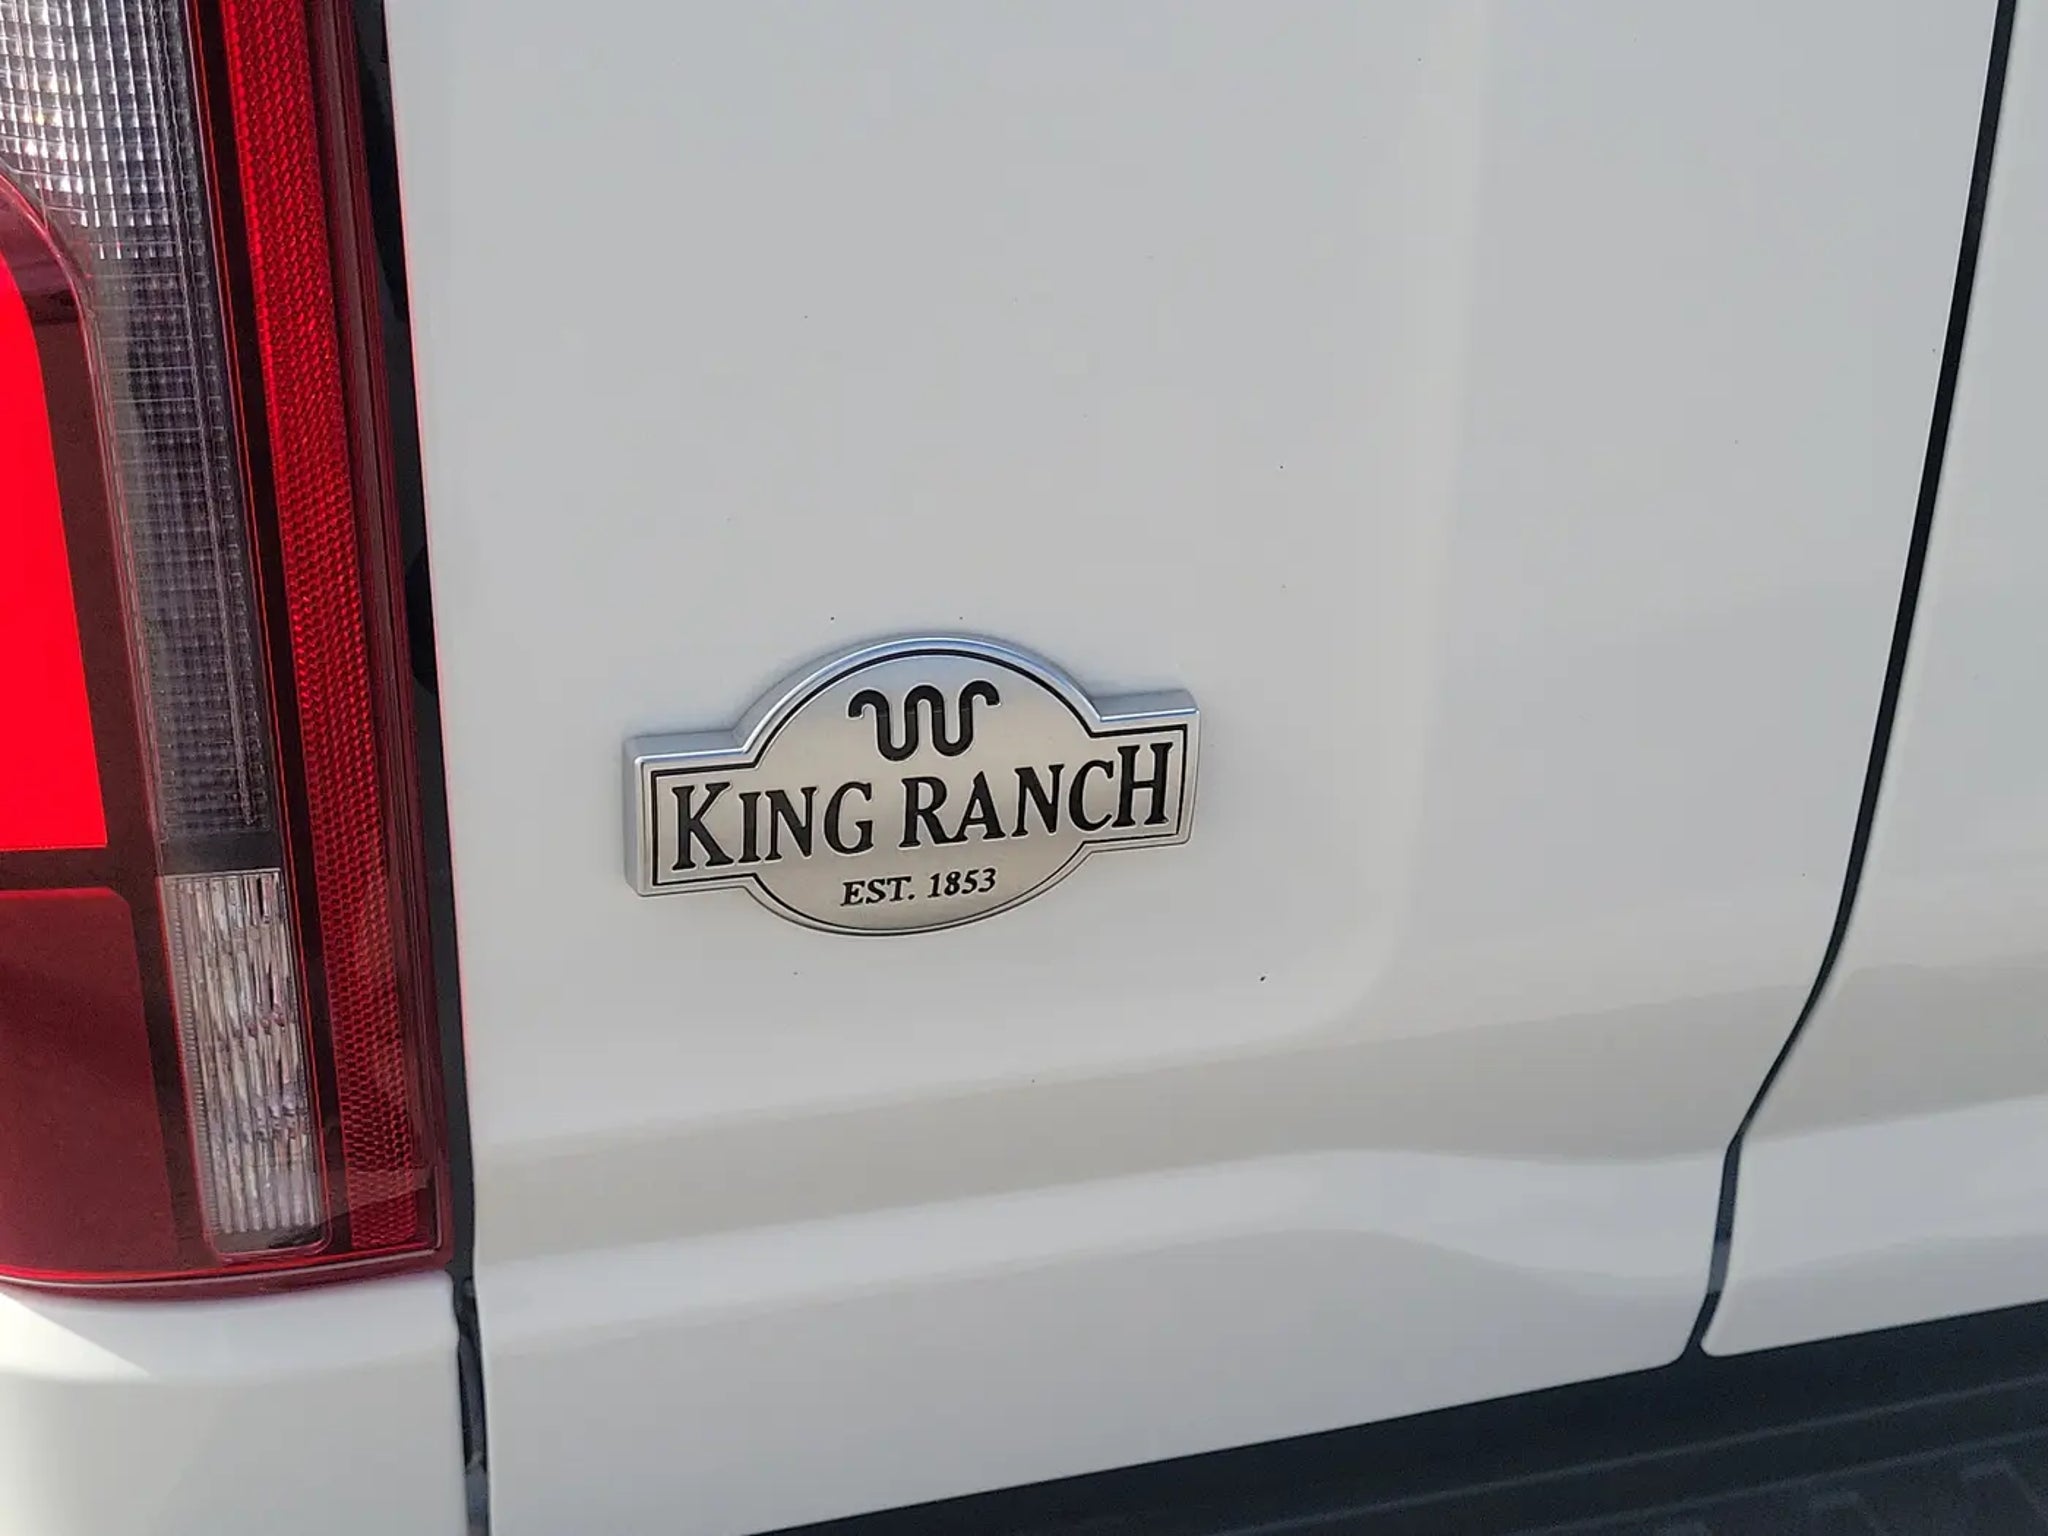 KING RANCH
EST. 1853